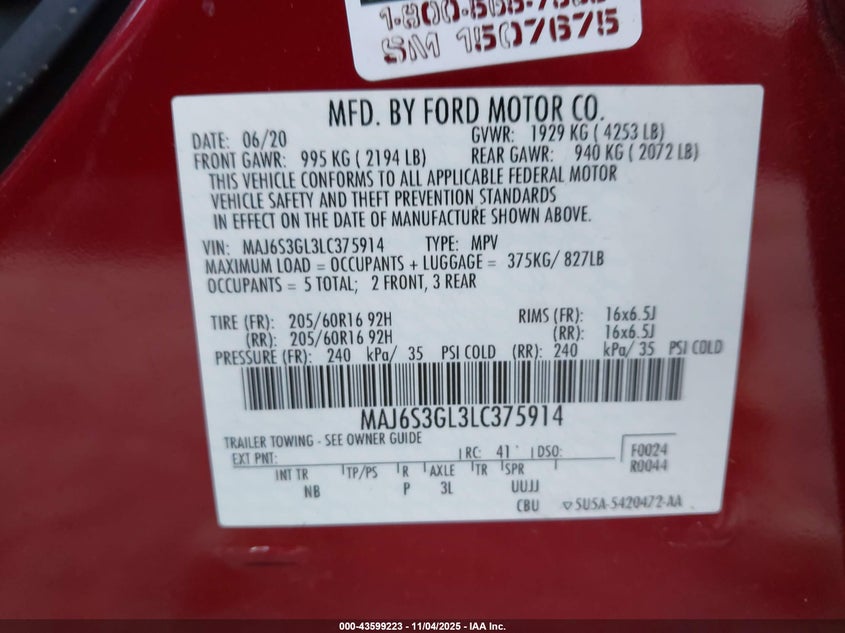 SM 1507675
MFD. BY FORD MOTOR CO.
DATE: 06/20 GVWR: 1929 KG ( 4253 LB)
FRONT GAWR: 995 KG ( 2194 LB) REAR GAWR: 940 KG ( 2072 LB)
THIS VEHICLE CONFORMS TO ALL APPLICABLE FEDERAL MOTOR
VEHICLE SAFETY AND THEFT PREVENTION STANDARDS
IN EFFECT ON THE DATE OF MANUFACTURE SHOWN ABOVE.
VIN: MAJ6S3GL3LC375914 TYPE: MPV
MAXIMUM LOAD = OCCUPANTS + LUGGAGE = 375KG/ 827LB
OCCUPANTS = 5 TOTAL; 2 FRONT, 3 REAR
TIRE (FR): 205/60R16 92H RIMS (FR): 16x6.5J
(RR): 205/60R16 92H (RR): 16x6.5J
PRESSURE (FR): 240 kPa/ 35 PSI COLD (RR): 240 kPa/ 35 PSI COLD
MAJ6S3GL3LC375914
TRAILER TOWING - SEE OWNER GUIDE
EXT PNT: RC: 41 DSO: F0024
R0044
INT TR TP/PS R AXLE TR SPR
NB P 3L UUJJ
CBU 5U5A-5420472-AA
000-43599223 - 11/04/2025 - IAA Inc.